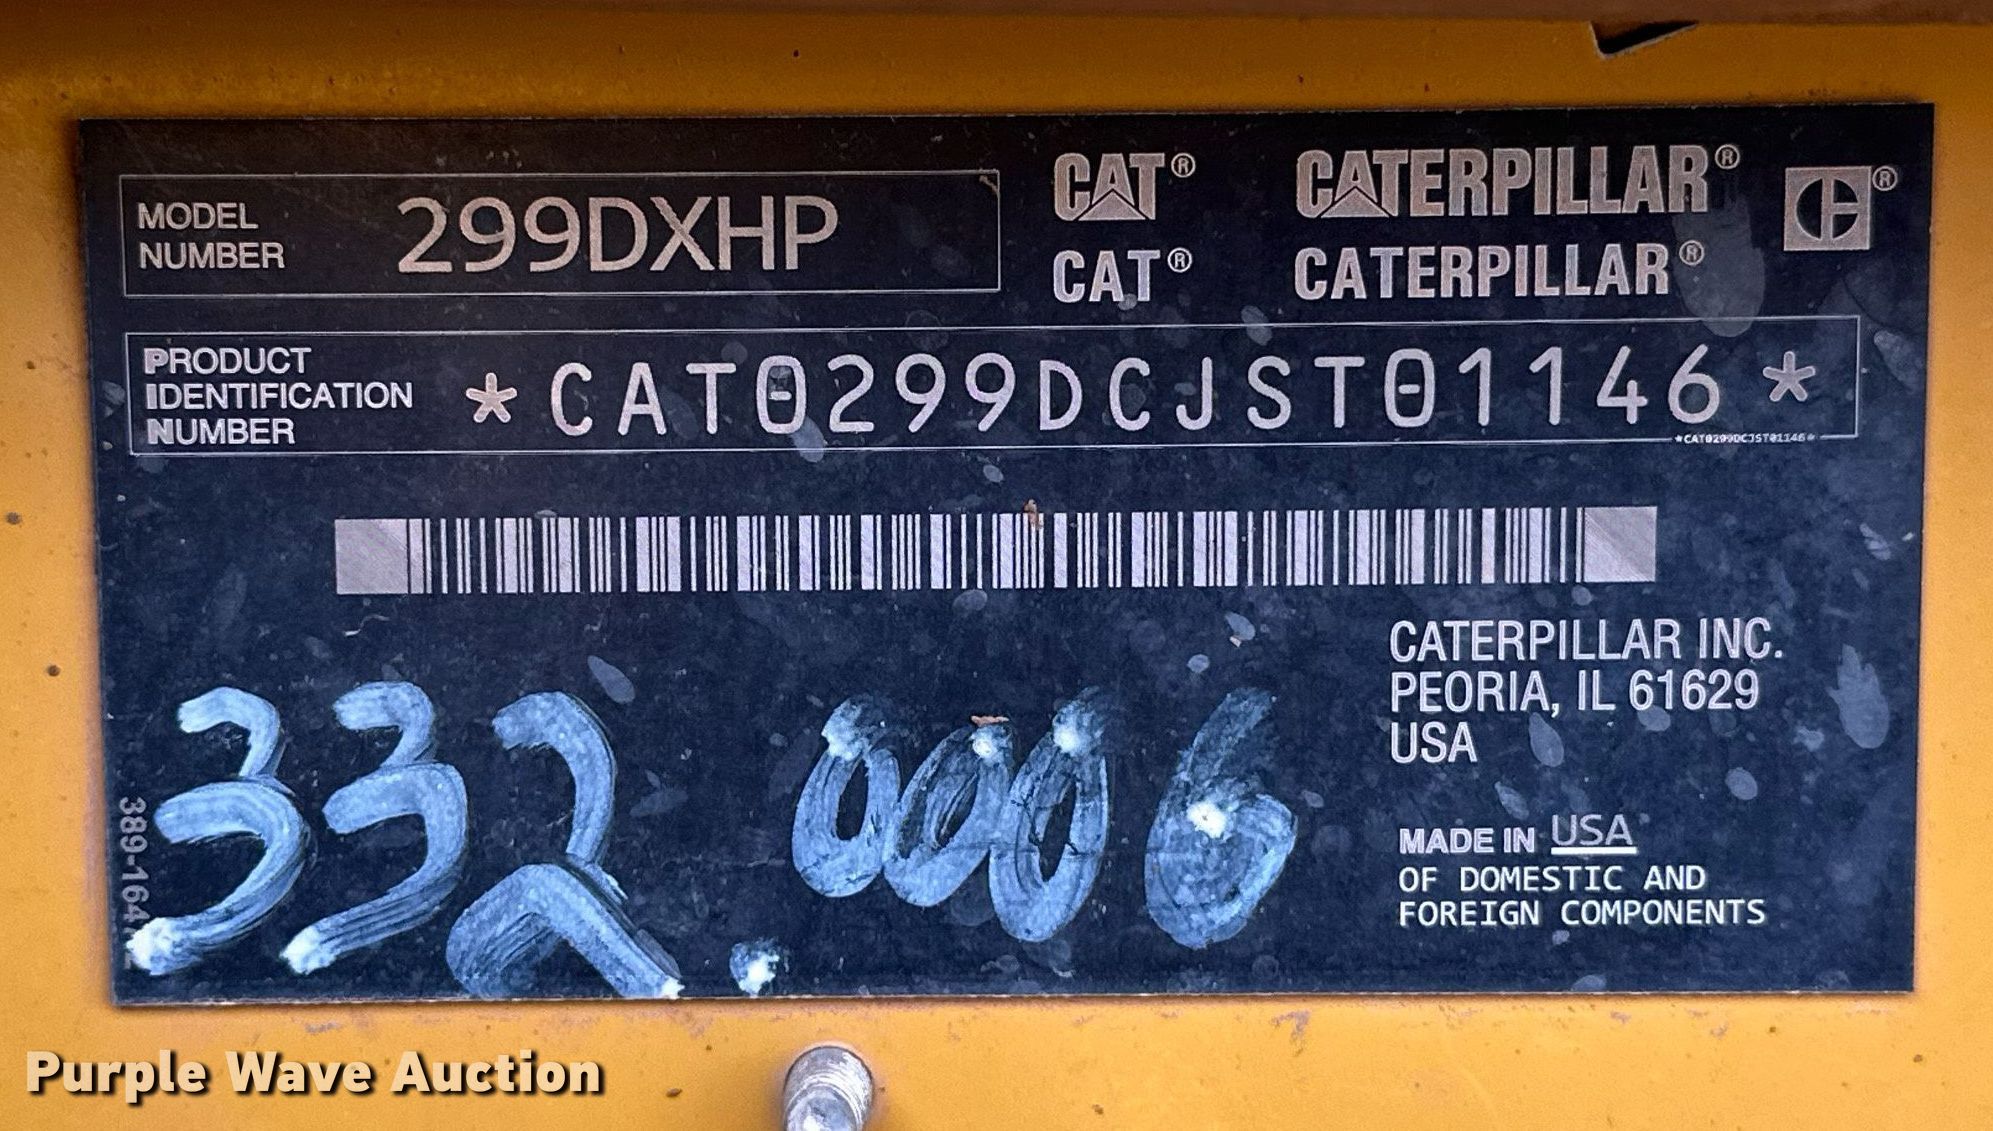 MODEL NUMBER 299DXHP
CAT® CATERPILLAR® CH®
CAT® CATERPILLAR®
PRODUCT IDENTIFICATION NUMBER *CAT0299DCJST01146*
*CAT0299DCJST01146*
CATERPILLAR INC.
PEORIA, IL 61629
USA
332.0006
MADE IN USA
OF DOMESTIC AND
FOREIGN COMPONENTS
Purple Wave Auction